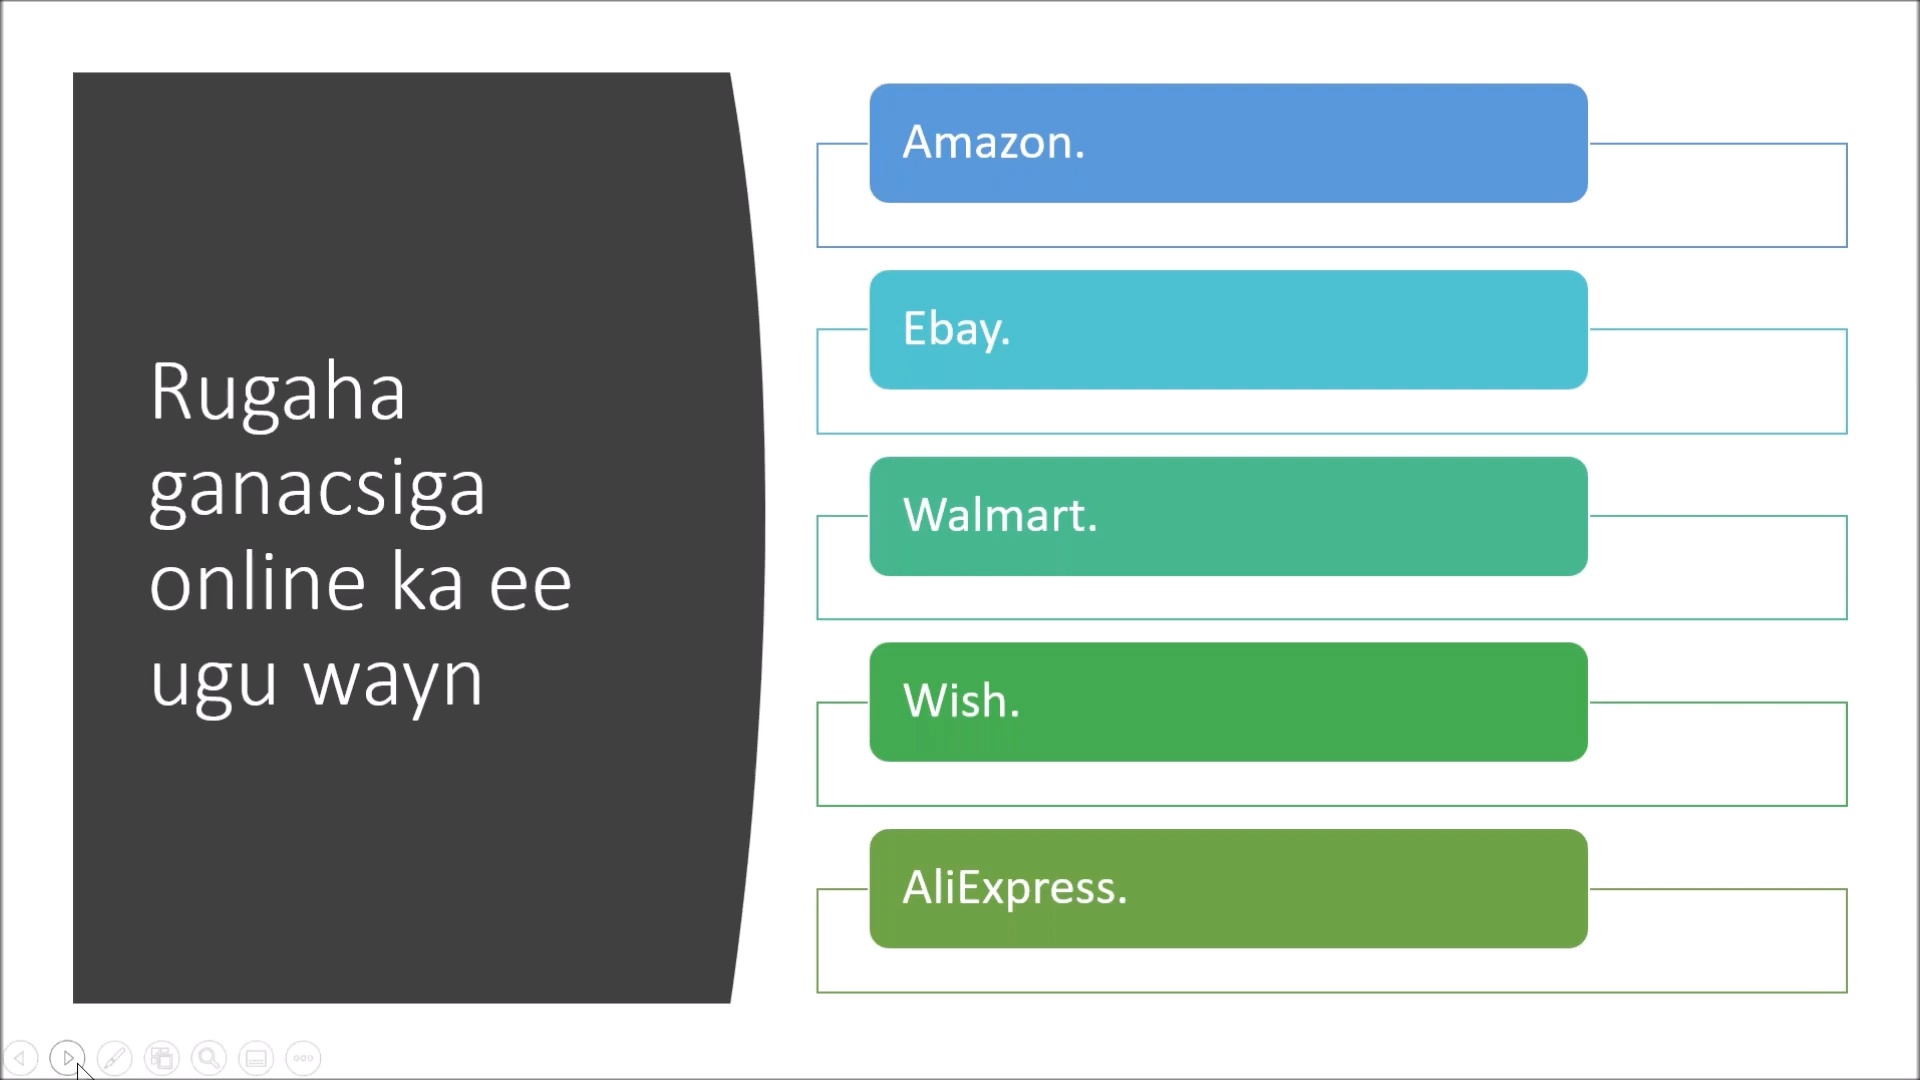 Rugaha
ganacsiga
online ka ee
ugu wayn
Amazon.
Ebay.
Walmart.
Wish.
AliExpress.